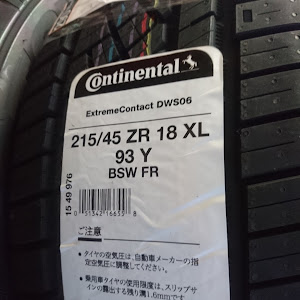 Continental
ExtremeContact DWS06
215/45 ZR 18 XL
93 Y
BSW FR
15 49 976
0 51342 16655 8
ご注意
●タイヤの空気圧は、自動車メーカーの指
定空気圧に調整してください。
●乗用車タイヤの使用限度は、スリップサ
インの露出する残り溝1.6mmです